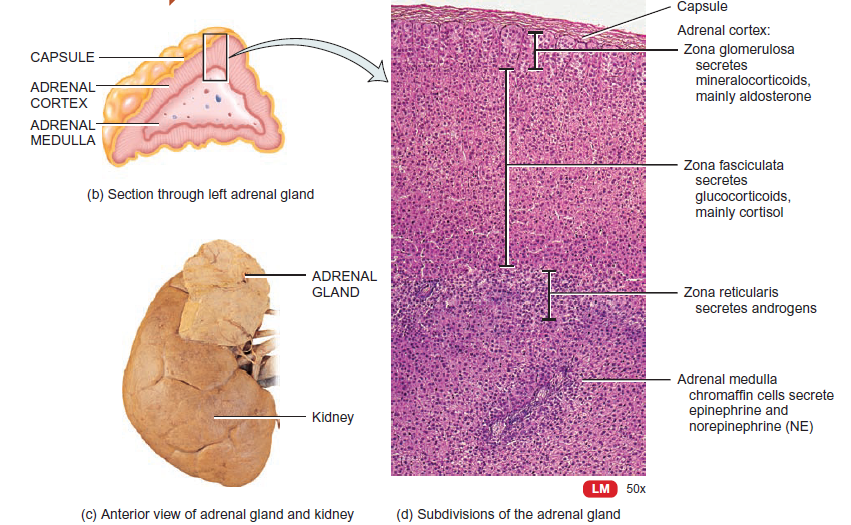 CAPSULE
ADRENAL
CORTEX
ADRENAL
MEDULLA
(b) Section through left adrenal gland
ADRENAL
GLAND
Kidney
(c) Anterior view of adrenal gland and kidney
Capsule
Adrenal cortex:
Zona glomerulosa
secretes
mineralocorticoids,
mainly aldosterone
Zona fasciculata
secretes
glucocorticoids,
mainly cortisol
Zona reticularis
secretes androgens
Adrenal medulla
chromaffin cells secrete
epinephrine and
norepinephrine (NE)
LM 50x
(d) Subdivisions of the adrenal gland